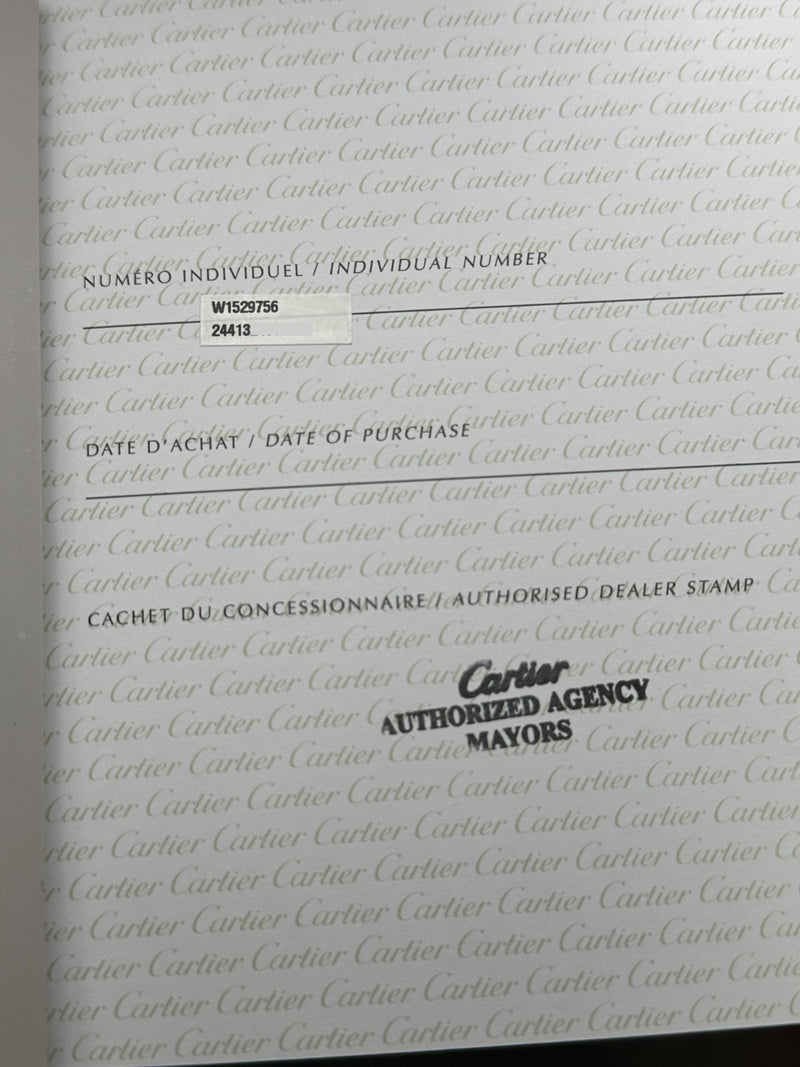 NUMÉRO INDIVIDUEL / INDIVIDUAL NUMBER
W1529756
24413
DATE D'ACHAT / DATE OF PURCHASE
CACHET DU CONCESSIONNAIRE / AUTHORISED DEALER STAMP
Cartier
AUTHORIZED AGENCY
MAYORS